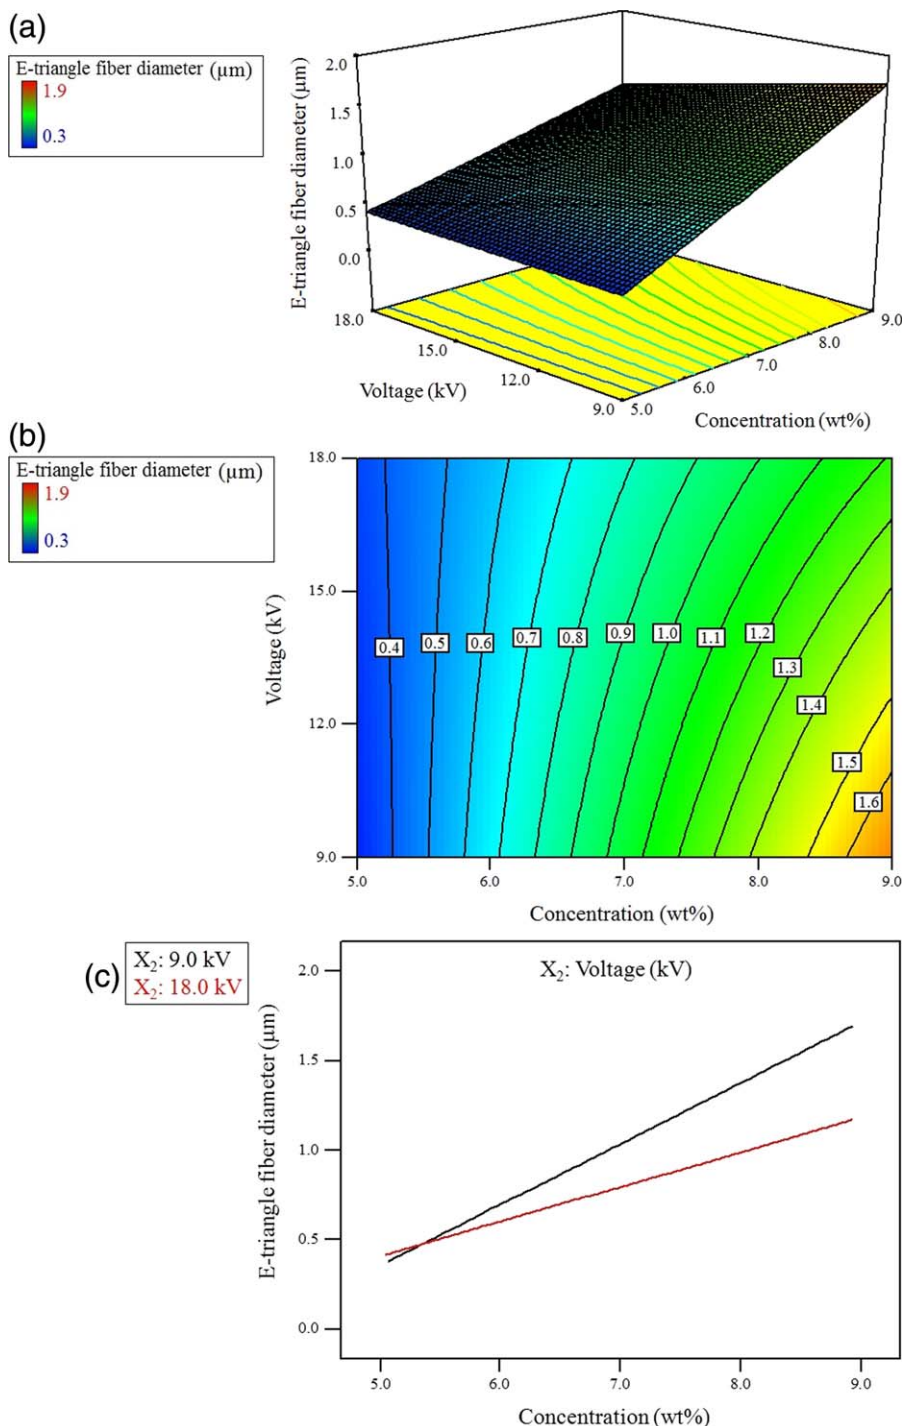 (a)
E-triangle fiber diameter (µm)
1.9
0.3
E-triangle fiber diameter (µm)
2.0
1.5
1.0
0.5
0.0
18.0
15.0
12.0
9.0
Voltage (kV)
5.0
6.0
7.0
8.0
9.0
Concentration (wt%)
(b)
E-triangle fiber diameter (µm)
1.9
0.3
Voltage (kV)
18.0
15.0
12.0
9.0
0.4 0.5 0.6 0.7 0.8 0.9 1.0 1.1 1.2
1.3
1.4
1.5
1.6
5.0 6.0 7.0 8.0 9.0
Concentration (wt%)
(c)
X₂: 9.0 kV
X₂: 18.0 kV
X₂: Voltage (kV)
E-triangle fiber diameter (µm)
2.0
1.5
1.0
0.5
0.0
5.0 6.0 7.0 8.0 9.0
Concentration (wt%)